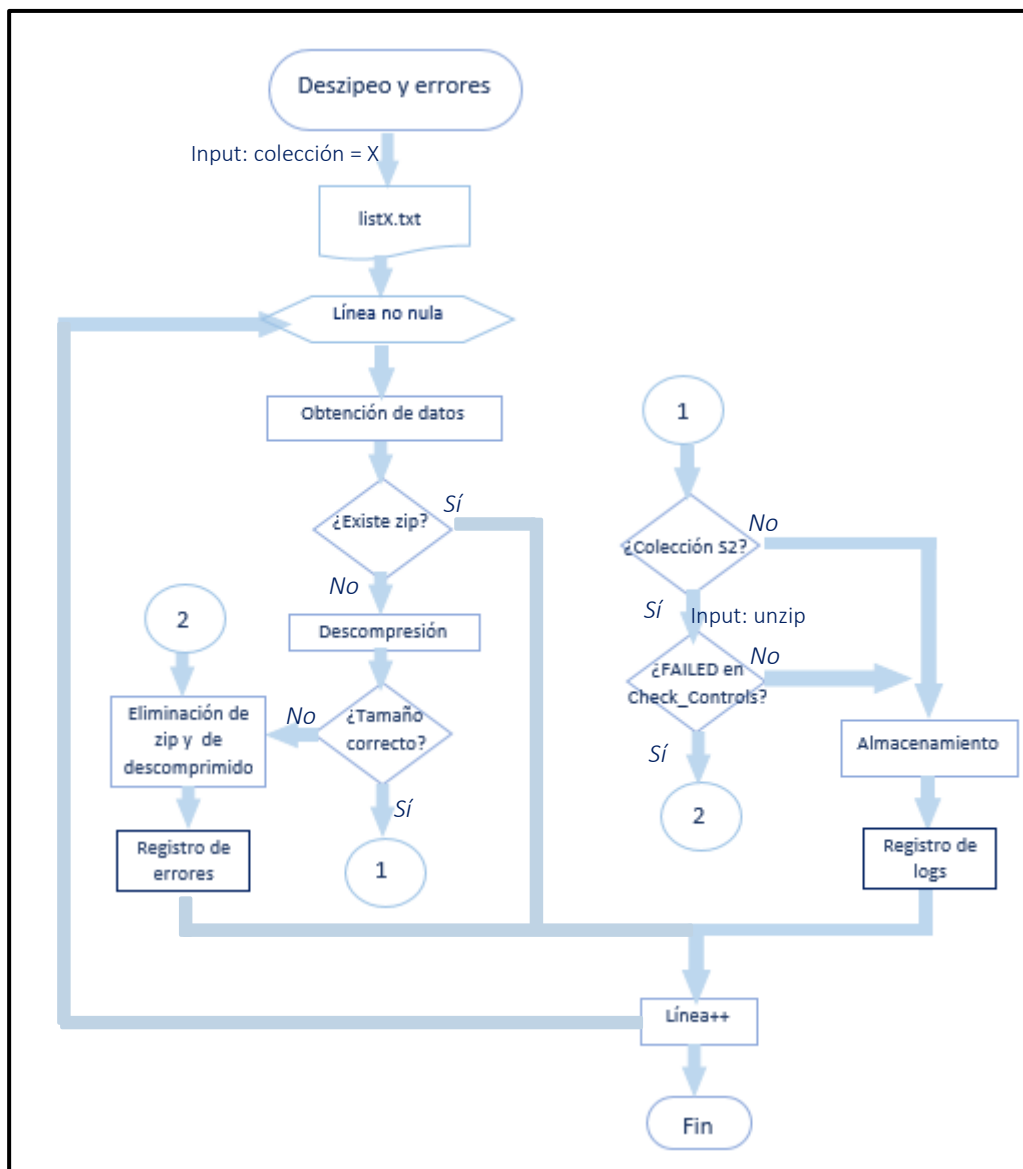 Deszipeo y errores
Input: colección = X
listX.txt
Línea no nula
Obtención de datos
¿Existe zip?
Sí
No
Descompresión
¿Tamaño
correcto?
No
Sí
1
2
Eliminación de
zip y de
descomprimido
Registro de
errores
1
¿Colección S2?
No
Sí
Input: unzip
¿FAILED en
Check_Controls?
No
Sí
2
Almacenamiento
Registro de
logs
Línea++
Fin